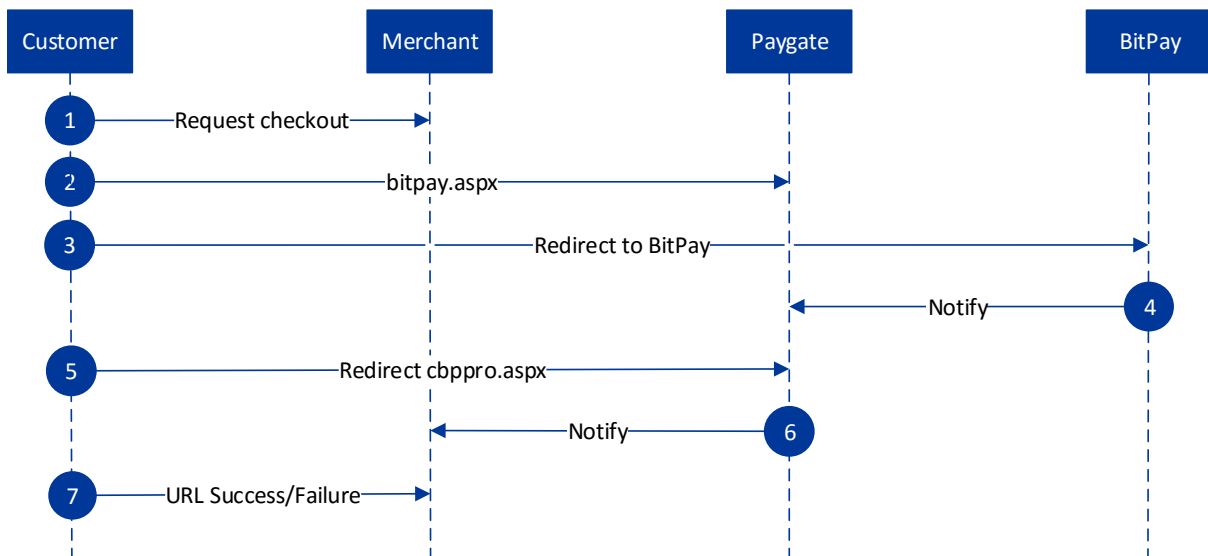 Customer
Merchant
Paygate
BitPay
1
Request checkout
2
bitpay.aspx
3
Redirect to BitPay
Notify
4
5
Redirect cbppro.aspx
Notify
6
7
URL Success/Failure